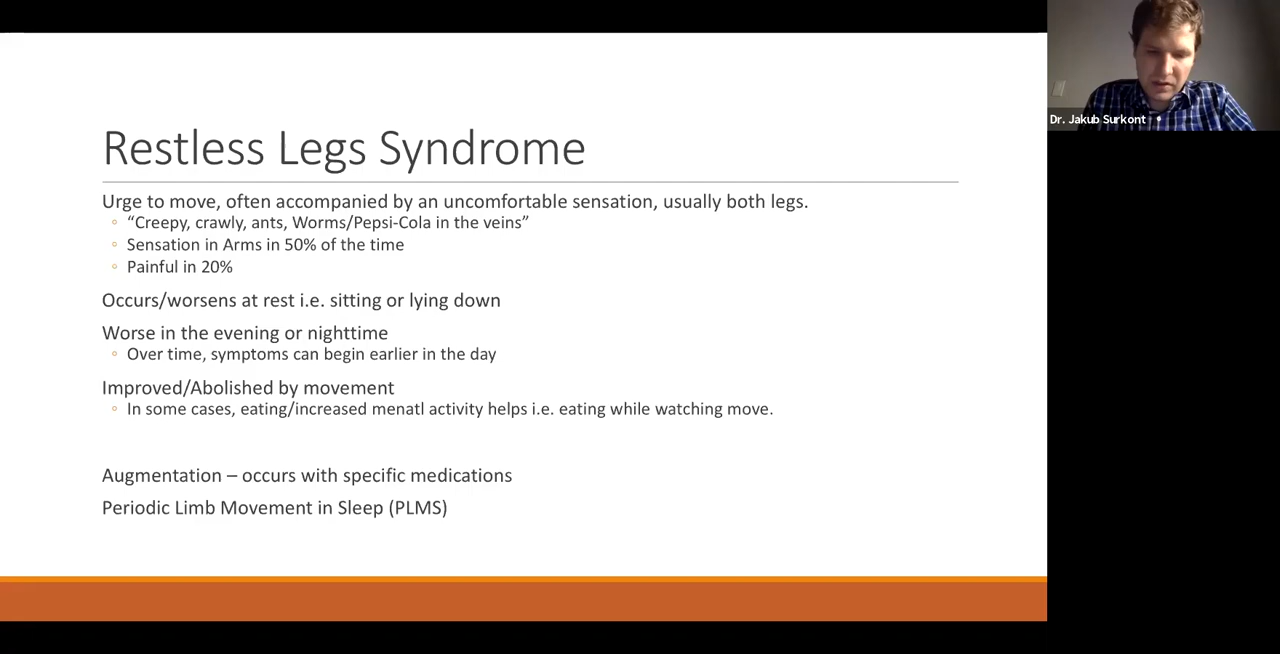 Restless Legs Syndrome
Urge to move, often accompanied by an uncomfortable sensation, usually both legs.
◦ “Creepy, crawly, ants, Worms/Pepsi-Cola in the veins”
◦ Sensation in Arms in 50% of the time
◦ Painful in 20%
Occurs/worsens at rest i.e. sitting or lying down
Worse in the evening or nighttime
◦ Over time, symptoms can begin earlier in the day
Improved/Abolished by movement
◦ In some cases, eating/increased menatl activity helps i.e. eating while watching move.
Augmentation – occurs with specific medications
Periodic Limb Movement in Sleep (PLMS)
Dr. Jakub Surkont